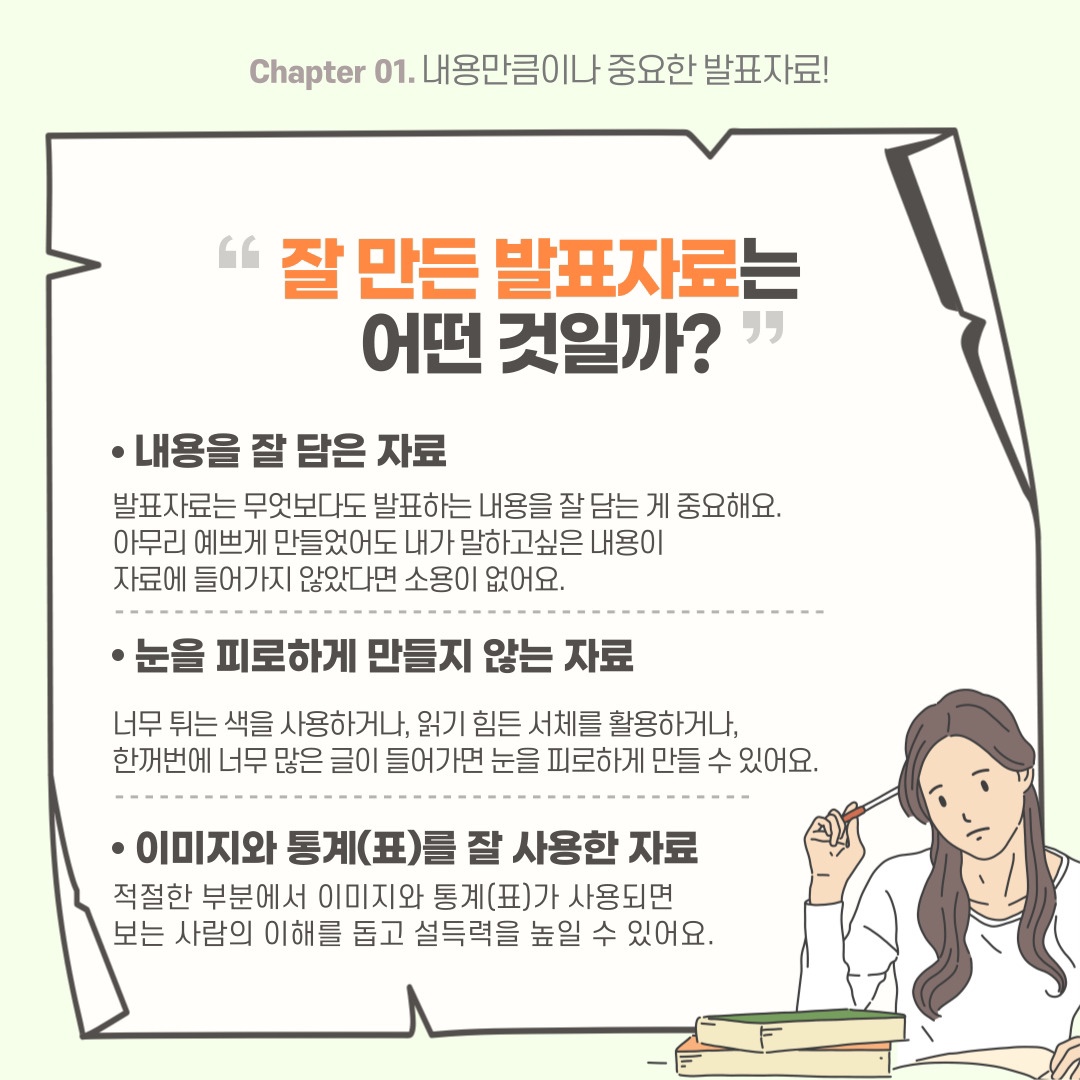 Chapter 01. 내용만큼이나 중요한 발표자료!
“ 잘 만든 발표자료는
어떤 것일까? ”
• 내용을 잘 담은 자료
발표자료는 무엇보다도 발표하는 내용을 잘 담는 게 중요해요.
아무리 예쁘게 만들었어도 내가 말하고싶은 내용이
자료에 들어가지 않았다면 소용이 없어요.
• 눈을 피로하게 만들지 않는 자료
너무 튀는 색을 사용하거나, 읽기 힘든 서체를 활용하거나,
한꺼번에 너무 많은 글이 들어가면 눈을 피로하게 만들 수 있어요.
• 이미지와 통계(표)를 잘 사용한 자료
적절한 부분에서 이미지와 통계(표)가 사용되면
보는 사람의 이해를 돕고 설득력을 높일 수 있어요.